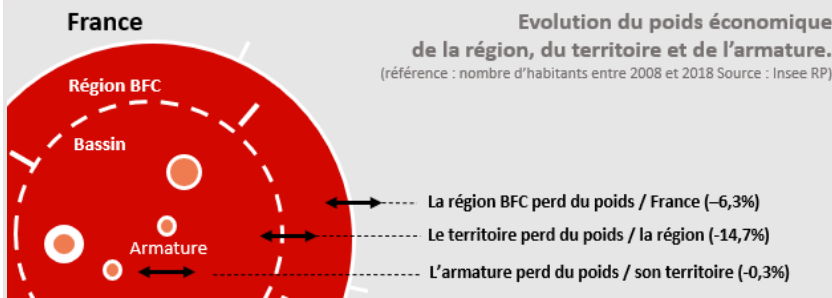 France
Evolution du poids économique
de la région, du territoire et de l'armature.
(référence : nombre d'habitants entre 2008 et 2018 Source : Insee RP)
Région BFC
Bassin
La région BFC perd du poids / France (–6,3%)
Le territoire perd du poids / la région (-14,7%)
Armature
L'armature perd du poids / son territoire (-0,3%)